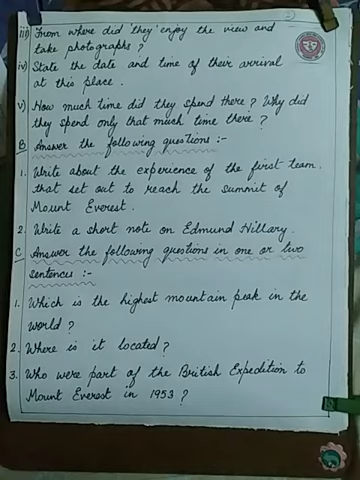 iii) From where did 'they' enjoy the view and
take photographs?
iv) State the date and time of their arrival
at this place.
v) How much time did they spend there? Why did
they spend only that much time there?
B Answer the following questions:-
1. Write about the experience of the first team
that set out to reach the summit of
Mount Everest.
2. Write a short note on Edmund Hillary.
C Answer the following questions in one or two
sentences:-
1. Which is the highest mountain peak in the
world?
2. Where is it located?
3. Who were part of the British Expedition to
Mount Everest in 1953?